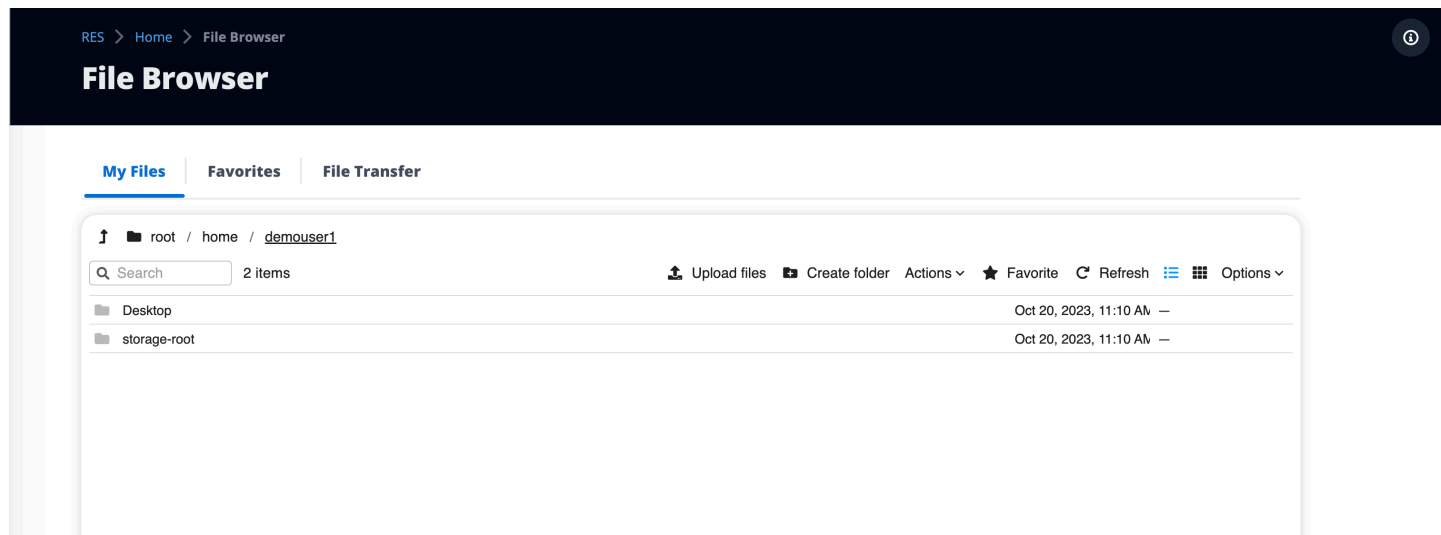 RES > Home > File Browser
File Browser
My Files Favorites File Transfer
root / home / demouser1
Search 2 items Upload files Create folder Actions Favorite Refresh Options
Desktop Oct 20, 2023, 11:10 AM —
storage-root Oct 20, 2023, 11:10 AM —